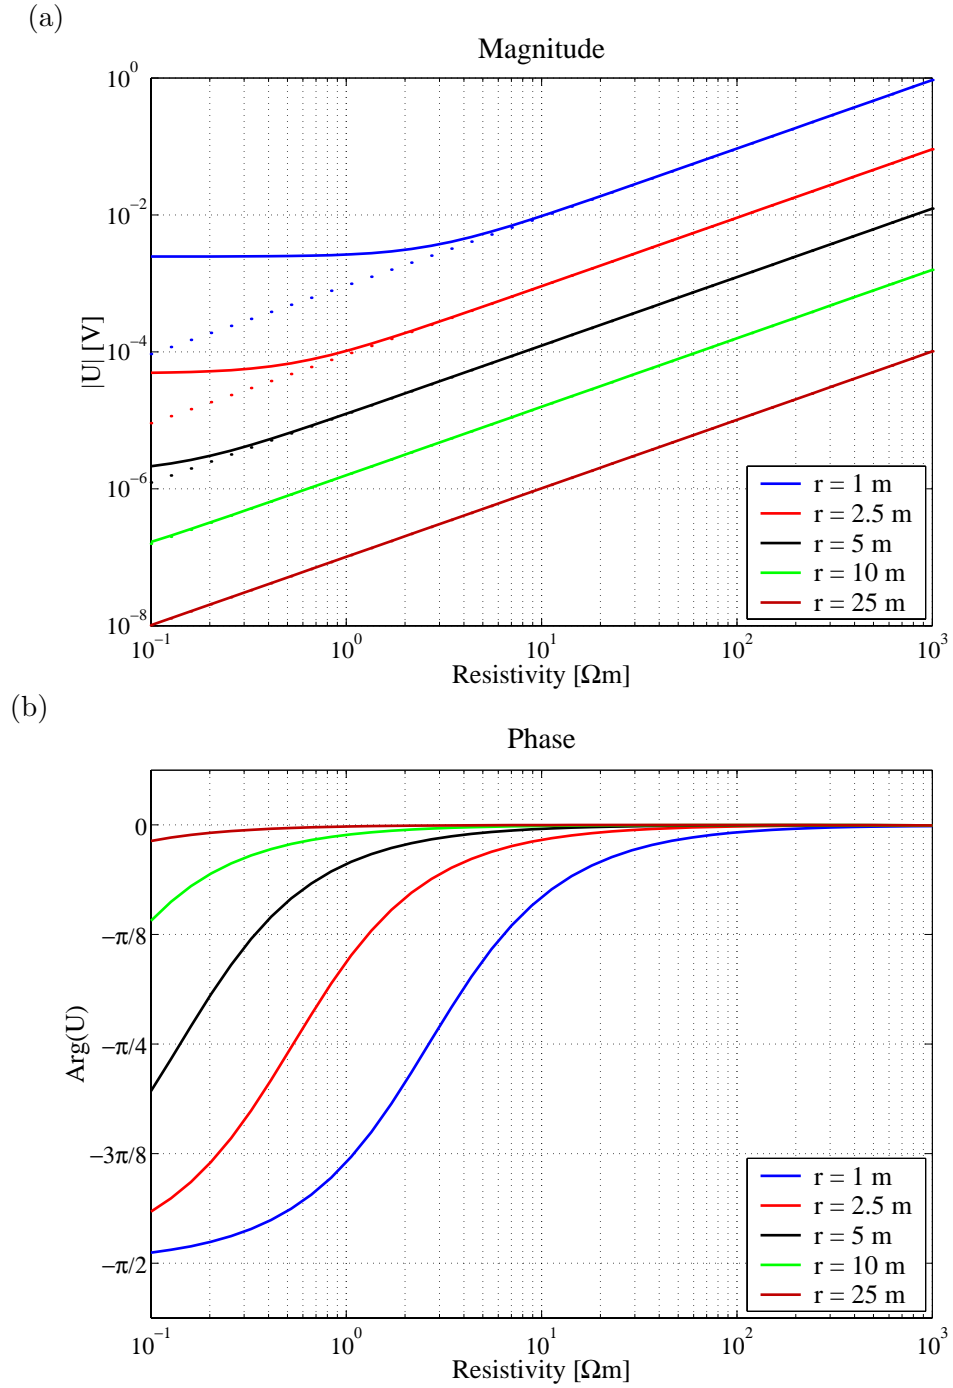 (a)
Magnitude
10^0
10^−2
10^−4
10^−6
10^−8
|U| [V]
r = 1 m
r = 2.5 m
r = 5 m
r = 10 m
r = 25 m
10^−1 10^0 10^1 10^2 10^3
Resistivity [Ωm]
(b)
Phase
0
−π/8
−π/4
−3π/8
−π/2
Arg(U)
r = 1 m
r = 2.5 m
r = 5 m
r = 10 m
r = 25 m
10^−1 10^0 10^1 10^2 10^3
Resistivity [Ωm]